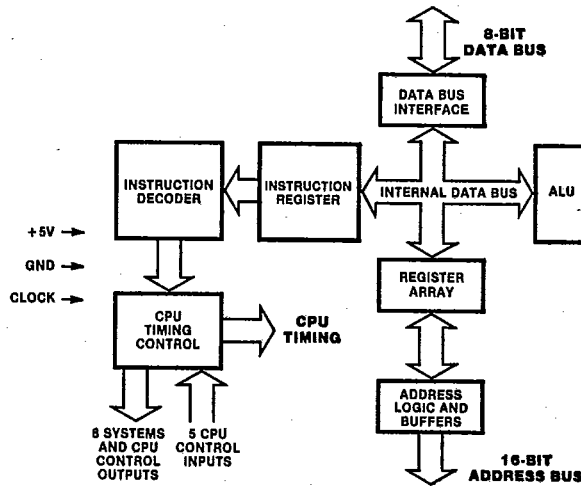 8-BIT
DATA BUS
DATA BUS
INTERFACE
INSTRUCTION
DECODER
INSTRUCTION
REGISTER
INTERNAL DATA BUS
ALU
+5V
GND
CLOCK
REGISTER
ARRAY
CPU
TIMING
CONTROL
CPU
TIMING
ADDRESS
LOGIC AND
BUFFERS
8 SYSTEMS
AND CPU
CONTROL
OUTPUTS
5 CPU
CONTROL
INPUTS
16-BIT
ADDRESS BUS